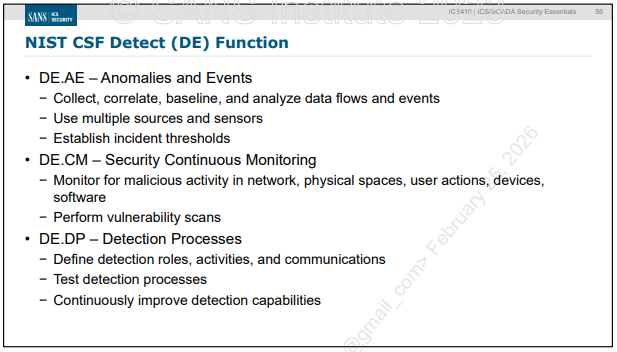 © SANS Institute 2026
SANS ICS SECURITY
ICS410 | ICS/SCADA Security Essentials 55
NIST CSF Detect (DE) Function
• DE.AE – Anomalies and Events
– Collect, correlate, baseline, and analyze data flows and events
– Use multiple sources and sensors
– Establish incident thresholds
• DE.CM – Security Continuous Monitoring
– Monitor for malicious activity in network, physical spaces, user actions, devices,
software
– Perform vulnerability scans
• DE.DP – Detection Processes
– Define detection roles, activities, and communications
– Test detection processes
– Continuously improve detection capabilities
@gmail_com> February 2026